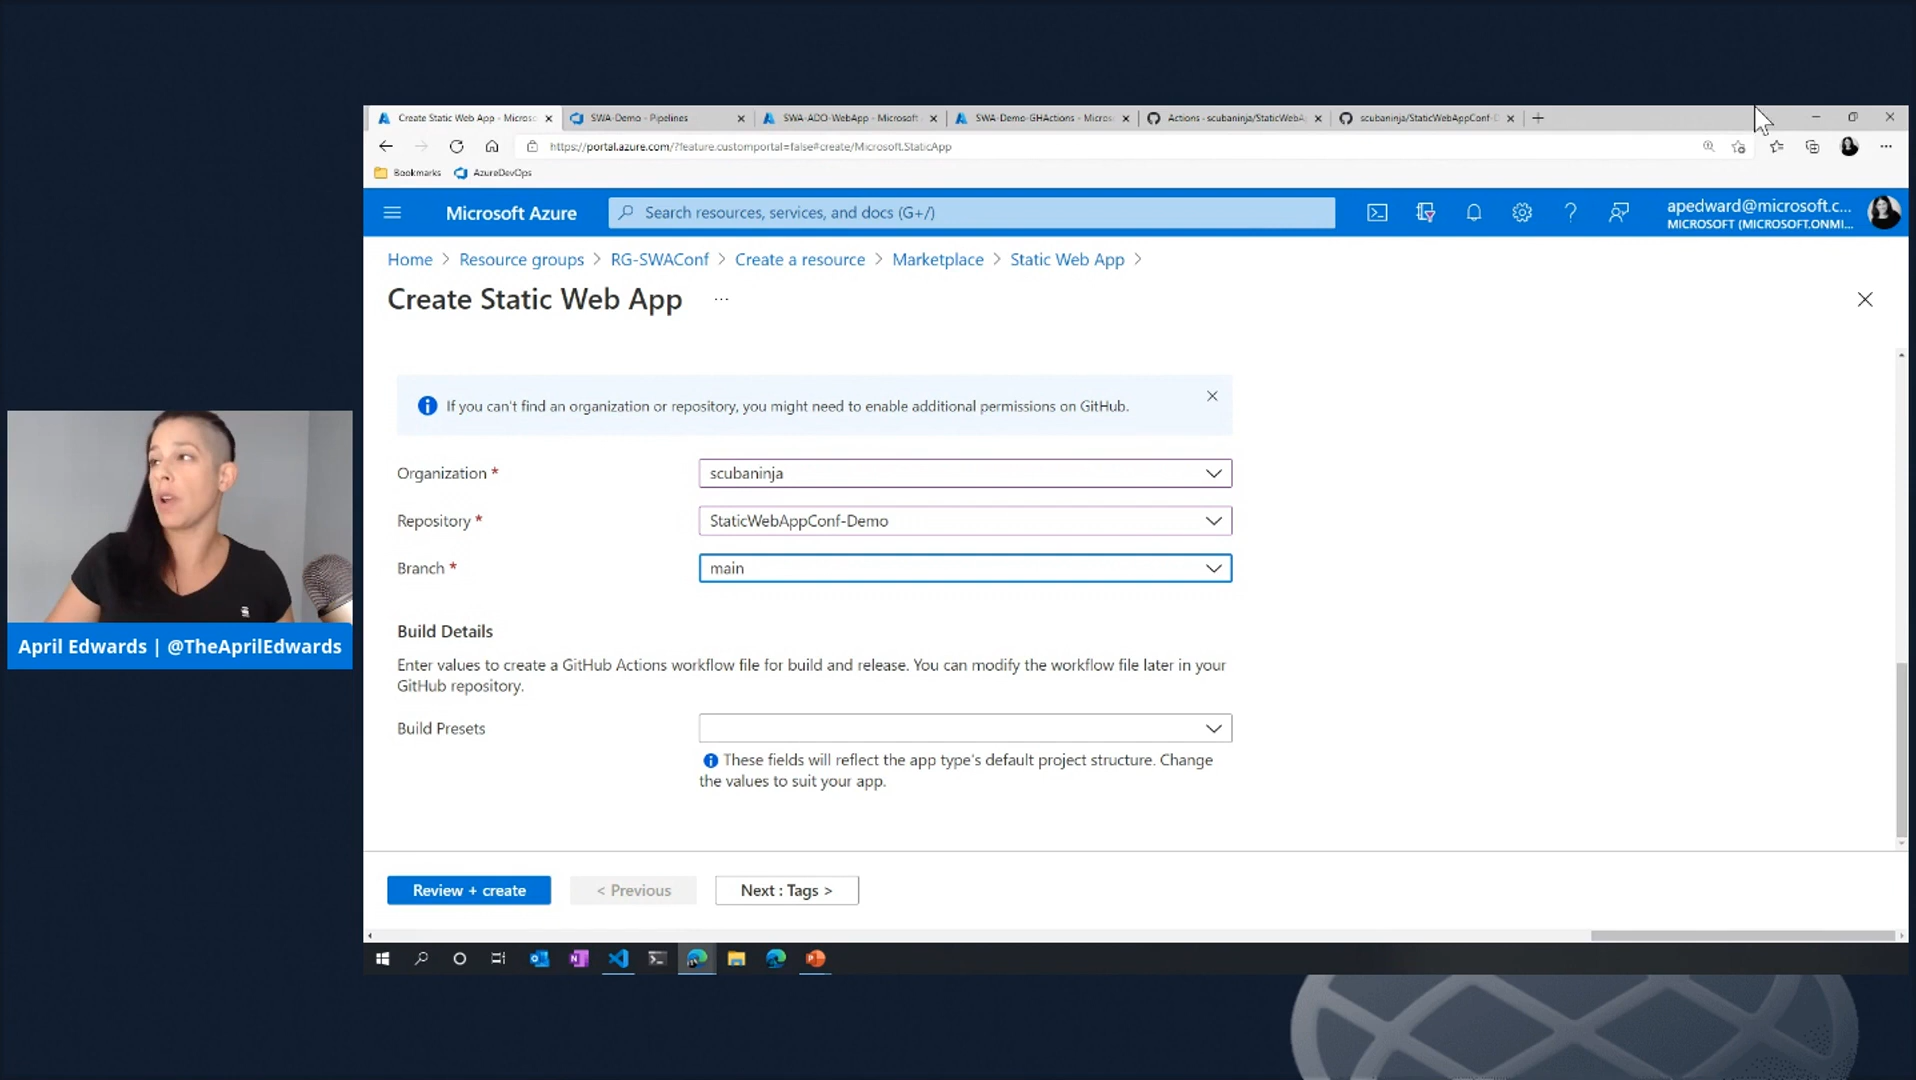 Create Static Web App - Micros
SWA-Demo - Pipelines
SWA-ADO-WebApp - Microsoft
SWA-Demo-GHActions - Micros
Actions - scubaninja/StaticWebA
scubaninja/StaticWebAppConf-D
https://portal.azure.com/?feature.customportal=false#create/Microsoft.StaticApp
Bookmarks
AzureDevOps
Microsoft Azure
Search resources, services, and docs (G+/)
apedward@microsoft.c...
MICROSOFT (MICROSOFT.ONMI...
Home > Resource groups > RG-SWAConf > Create a resource > Marketplace > Static Web App >
Create Static Web App ...
If you can't find an organization or repository, you might need to enable additional permissions on GitHub.
Organization *
scubaninja
Repository *
StaticWebAppConf-Demo
Branch *
main
Build Details
Enter values to create a GitHub Actions workflow file for build and release. You can modify the workflow file later in your
GitHub repository.
Build Presets
These fields will reflect the app type's default project structure. Change
the values to suit your app.
Review + create
< Previous
Next : Tags >
April Edwards | @TheAprilEdwards